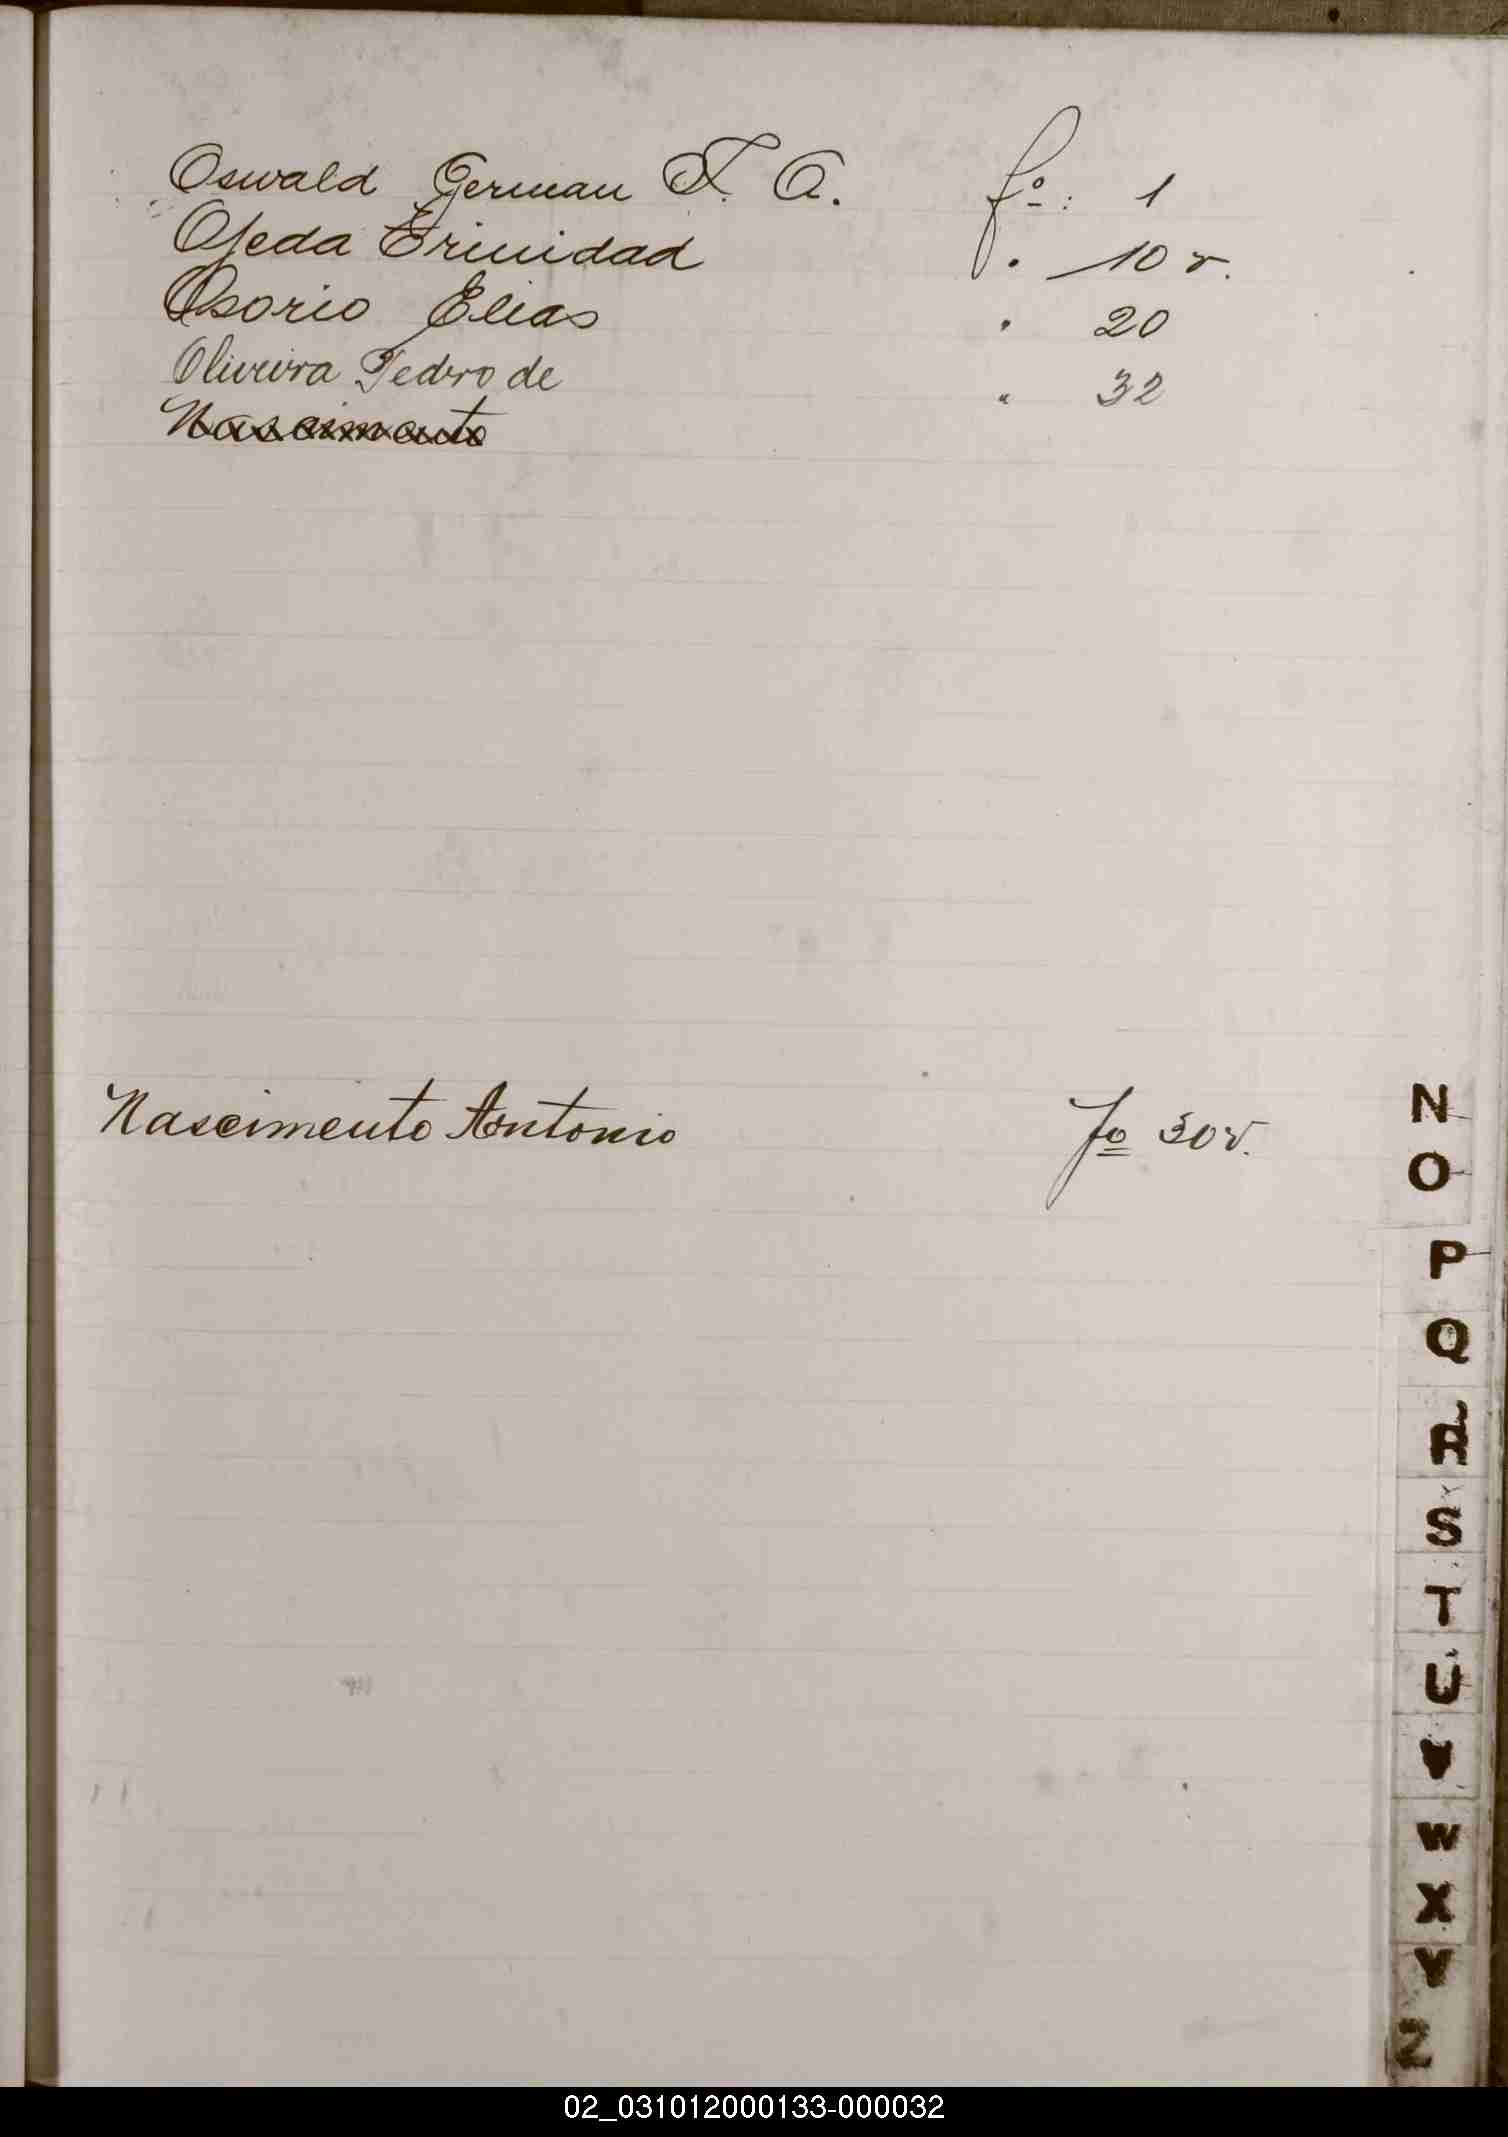 Oswald German F. A. fº: 1
Ojeda Trinidad " 10 v.
Osorio Elias " 20
Oliveira Pedro de " 32
Nascimento
Nascimento Antonio fº 30v.
N
O
P
Q
R
S
T
U
V
W
X
Y
Z
02_031012000133-000032